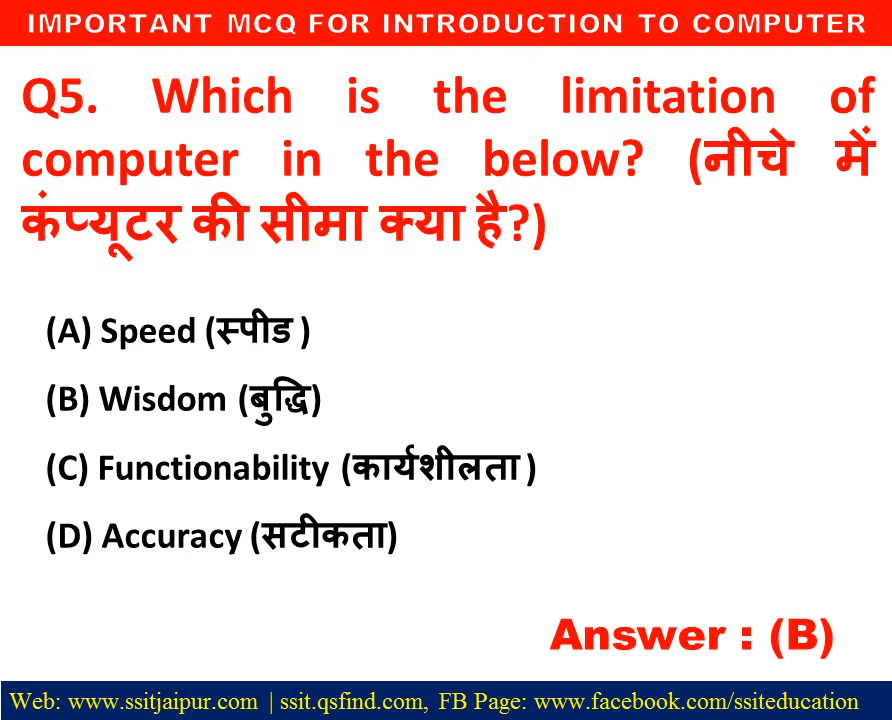 IMPORTANT MCQ FOR INTRODUCTION TO COMPUTER
Q5. Which is the limitation of
computer in the below? (नीचे में
कंप्यूटर की सीमा क्या है?)
(A) Speed (स्पीड )
(B) Wisdom (बुद्धि)
(C) Functionability (कार्यशीलता )
(D) Accuracy (सटीकता)
Answer : (B)
Web: www.ssitjaipur.com | ssit.qsfind.com, FB Page: www.facebook.com/ssiteducation